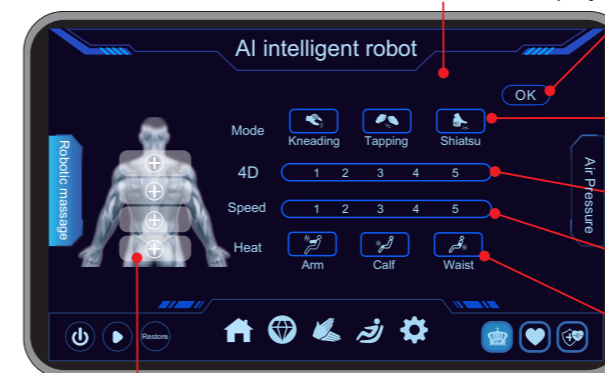 AI intelligent robot
OK
Mode
Kneading
Tapping
Shiatsu
4D
1 2 3 4 5
Speed
1 2 3 4 5
Heat
Arm
Calf
Waist
Robotic massage
Air Pressure
Restore